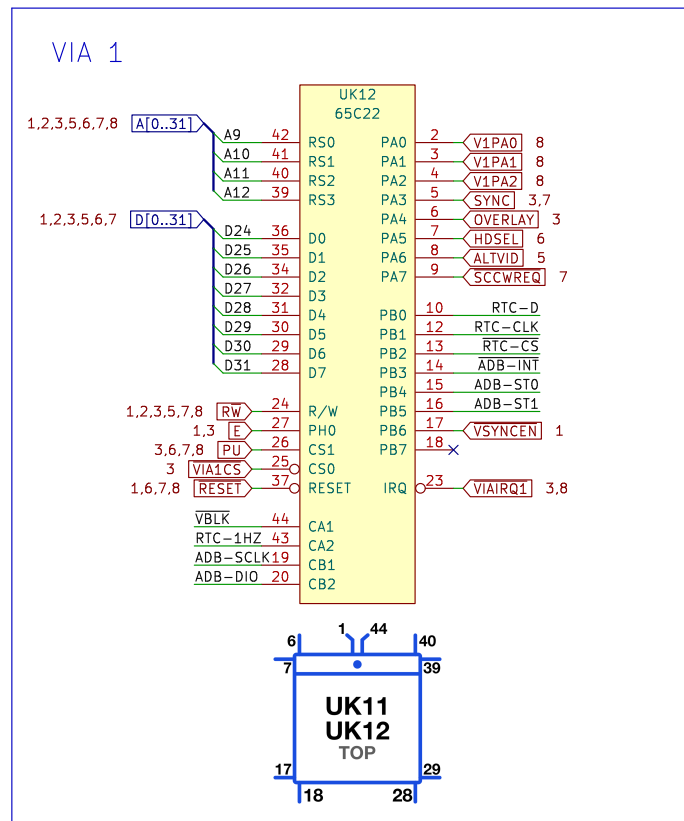 VIA 1
UK12
65C22
1,2,3,5,6,7,8 A[0..31]
A9 42 RS0 PA0 2 V1PA0 8
A10 41 RS1 PA1 3 V1PA1 8
A11 40 RS2 PA2 4 V1PA2 8
A12 39 RS3 PA3 5 SYNC 3,7
PA4 6 OVERLAY 3
1,2,3,5,6,7 D[0..31]
D24 36 D0 PA5 7 HDSEL 6
D25 35 D1 PA6 8 ALTVID 5
D26 34 D2 PA7 9 SCCWREQ 7
D27 32 D3
D28 31 D4 PB0 10 RTC-D
D29 30 D5 PB1 12 RTC-CLK
D30 29 D6 PB2 13 RTC-CS
D31 28 D7 PB3 14 ADB-INT
PB4 15 ADB-ST0
1,2,3,5,7,8 RW 24 R/W PB5 16 ADB-ST1
1,3 E 27 PH0 PB6 17 VSYNCEN 1
3,6,7,8 PU 26 CS1 PB7 18
3 VIA1CS 25 CS0
1,6,7,8 RESET 37 RESET IRQ 23 VIAIRQ1 3,8
VBLK 44 CA1
RTC-1HZ 43 CA2
ADB-SCLK 19 CB1
ADB-DIO 20 CB2
6 1 44 40
7 39
UK11
UK12
TOP
17 29
18 28